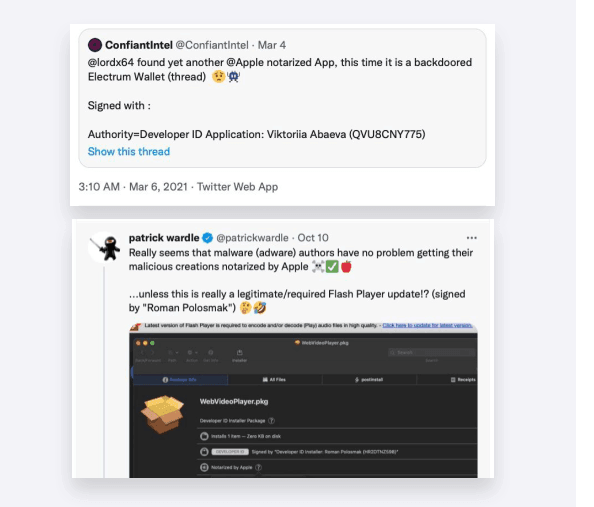 ConfiantIntel @ConfiantIntel · Mar 4
@lordx64 found yet another @Apple notarized App, this time it is a backdoored
Electrum Wallet (thread) 
Signed with :
Authority=Developer ID Application: Viktoriia Abaeva (QVU8CNY775)
Show this thread
3:10 AM · Mar 6, 2021 · Twitter Web App
patrick wardle @patrickwardle · Oct 10
Really seems that malware (adware) authors have no problem getting their
malicious creations notarized by Apple ☠️✅🍎
...unless this is really a legitimate/required Flash Player update!? (signed
by "Roman Polosmak") 🤔🤣
Latest version of Flash Player is required to encode and/or decode (Play) audio files in high quality. - Click here to update for latest version.
WebVideoPlayer.pkg
Search
All Files
postinstall
Receipts
WebVideoPlayer.pkg
Developer ID Installer Package ?
Installs 1 item — Zero KB on disk
DEVELOPER ID Signed by "Developer ID Installer: Roman Polosmak
Notarized by Apple ?